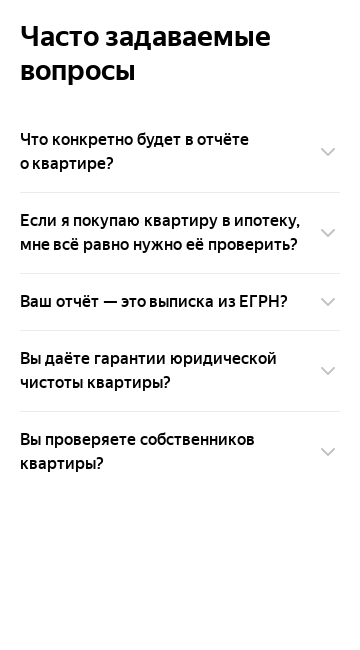 Часто задаваемые
вопросы
Что конкретно будет в отчёте
о квартире?
Если я покупаю квартиру в ипотеку,
мне всё равно нужно её проверить?
Ваш отчёт — это выписка из ЕГРН?
Вы даёте гарантии юридической
чистоты квартиры?
Вы проверяете собственников
квартиры?